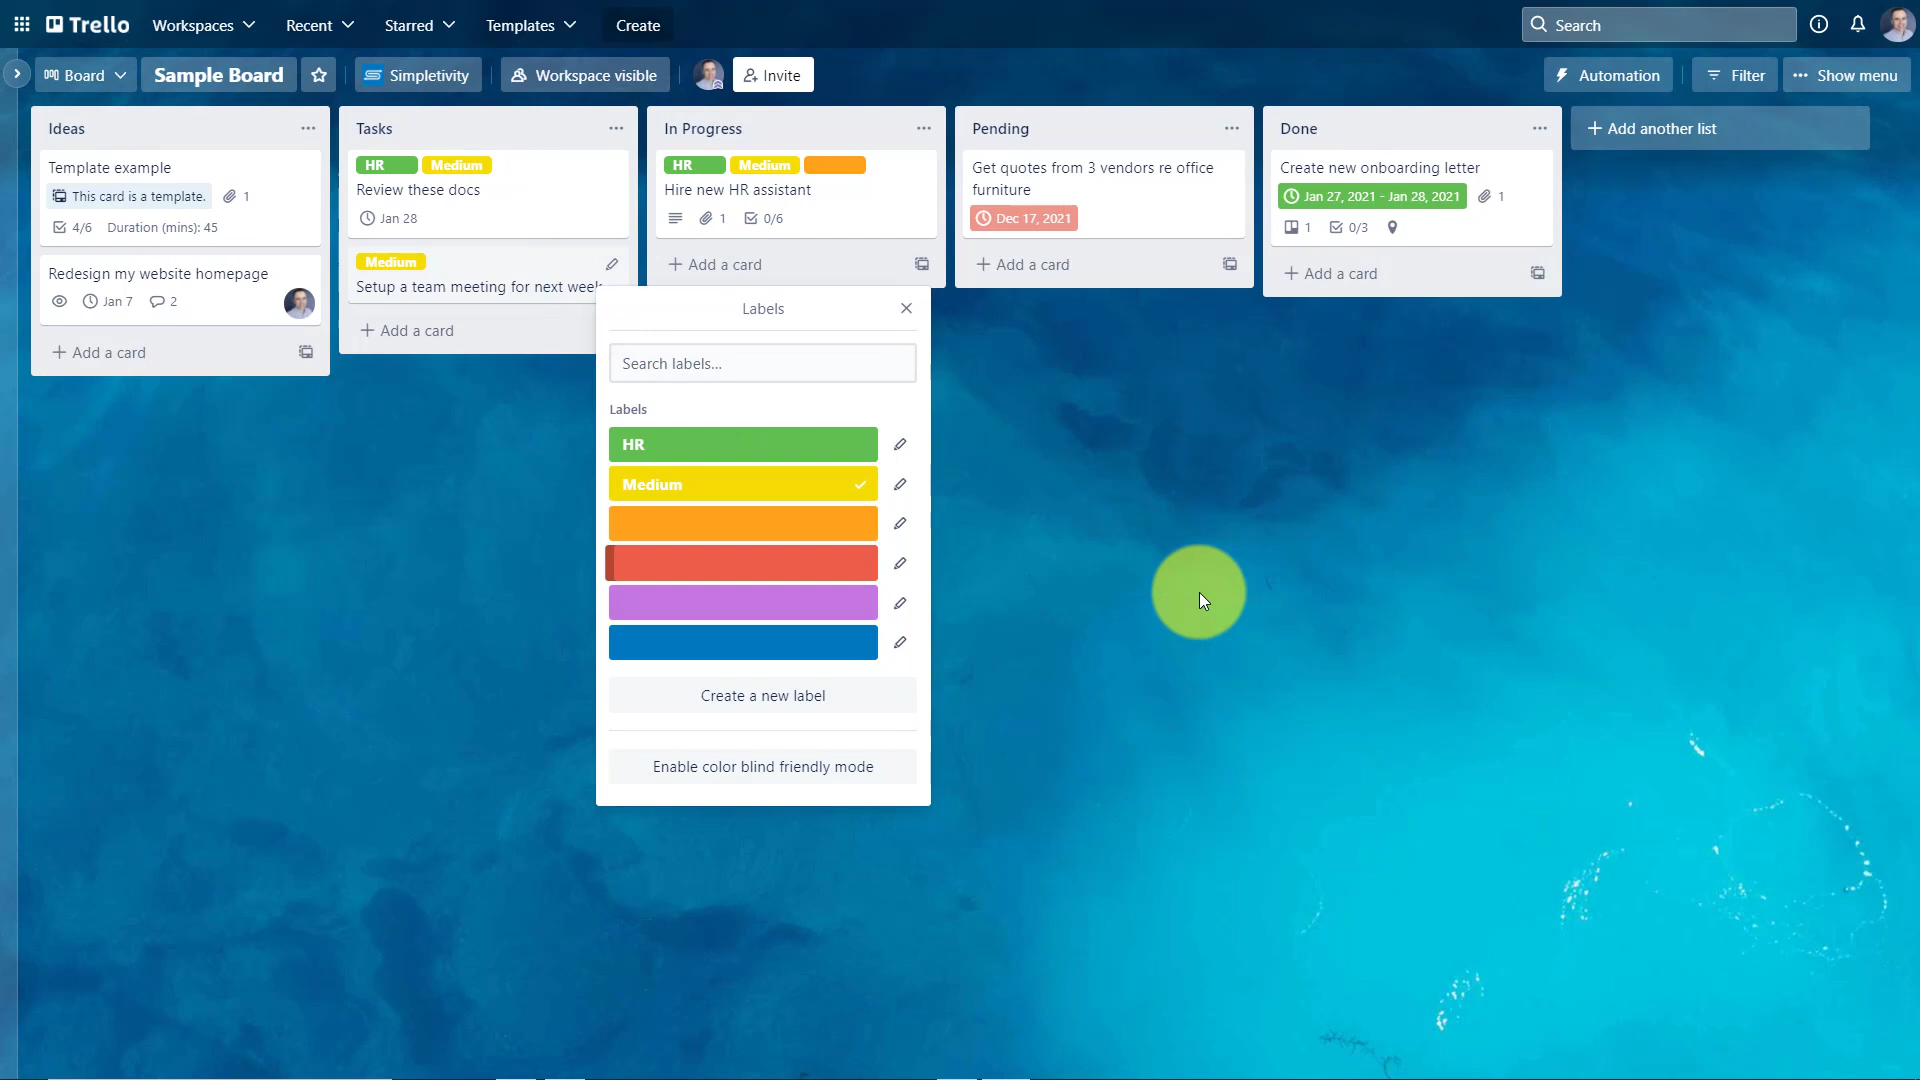 Trello
Workspaces
Recent
Starred
Templates
Create
Search
Board
Sample Board
Simpletivity
Workspace visible
Invite
Automation
Filter
Show menu
Ideas
Template example
This card is a template.
1
4/6
Duration (mins): 45
Redesign my website homepage
Jan 7
2
Add a card
Tasks
HR
Medium
Review these docs
Jan 28
Medium
Setup a team meeting for next week
Add a card
In Progress
HR
Medium
Hire new HR assistant
1
0/6
Add a card
Pending
Get quotes from 3 vendors re office
furniture
Dec 17, 2021
Add a card
Done
Create new onboarding letter
Jan 27, 2021 - Jan 28, 2021
1
1
0/3
Add a card
Add another list
Labels
Search labels...
Labels
HR
Medium
Create a new label
Enable color blind friendly mode